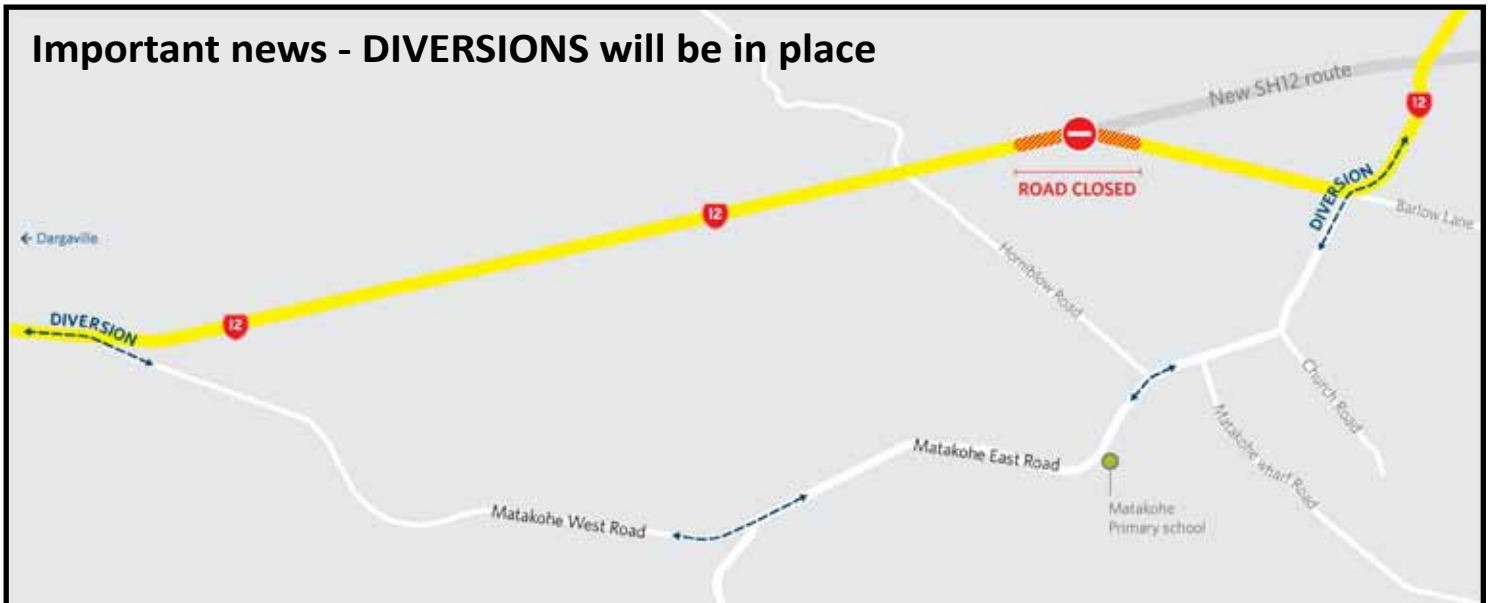 Important news - DIVERSIONS will be in place
New SH12 route
12
ROAD CLOSED
DIVERSION
Barlow Lane
12
← Dargaville
Horniblow Road
12
DIVERSION
Church Road
Matakohe wharf Road
Matakohe East Road
Matakohe
Primary school
Matakohe West Road